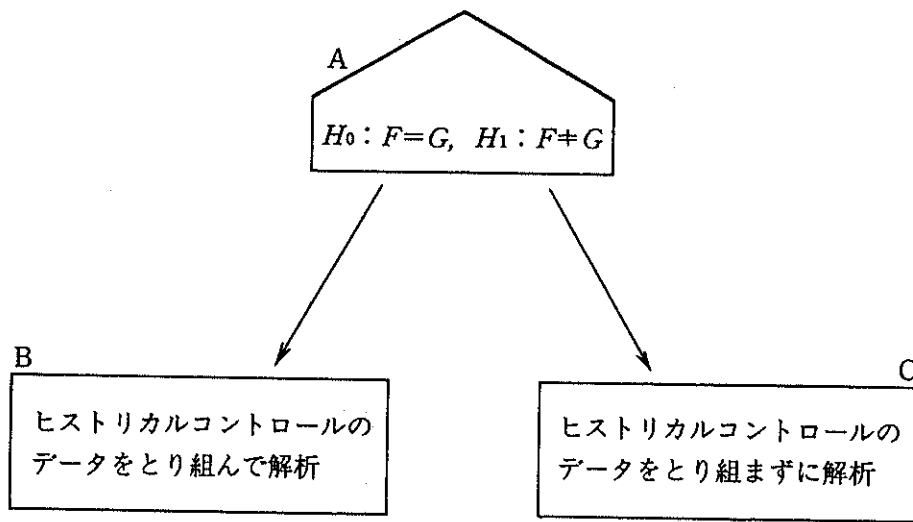 A
H₀：F=G, H₁：F≠G
B
ヒストリカルコントロールの
データをとり組んで解析
C
ヒストリカルコントロールの
データをとり組まずに解析